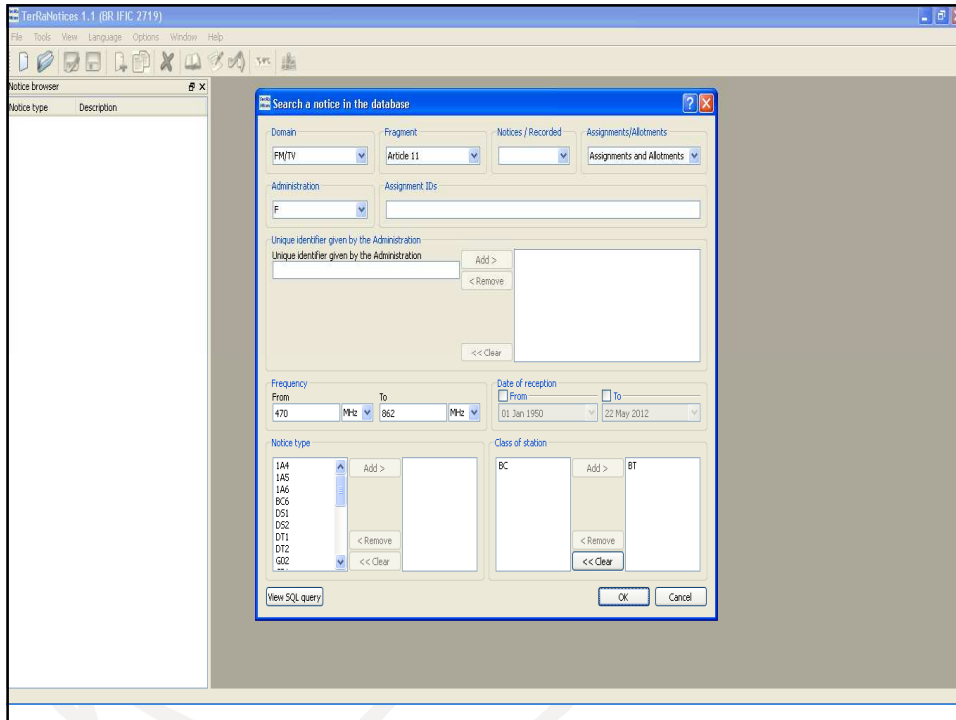 TerRaNotices 1.1 (BR IFIC 2719)
File Tools View Language Options Window Help
Notice browser
Notice type Description
Search a notice in the database
Domain Fragment Notices / Recorded Assignments/Allotments
FM/TV Article 11 Assignments and Allotments
Administration Assignment IDs
F
Unique identifier given by the Administration
Unique identifier given by the Administration
Add >
< Remove
<< Clear
Frequency Date of reception
From To From To
470 MHz 862 MHz 01 Jan 1950 22 May 2012
Notice type Class of station
1A4 Add > BC Add > BT
1A5
1A6
BC6
DS1
DS2
DT1 < Remove < Remove
DT2
G02 << Clear << Clear
View SQL query OK Cancel